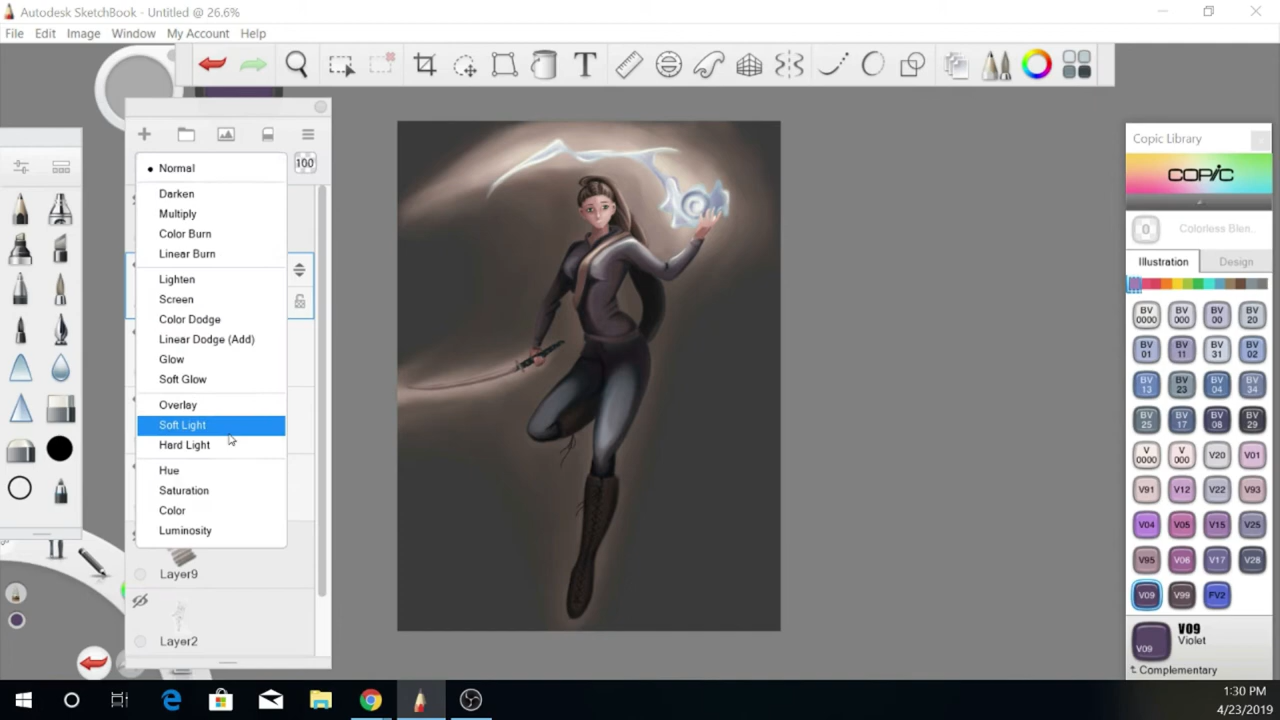 Autodesk SketchBook - Untitled @ 26.6%
File Edit Image Window My Account Help
T
100
Normal
Darken
Multiply
Color Burn
Linear Burn
Lighten
Screen
Color Dodge
Linear Dodge (Add)
Glow
Soft Glow
Overlay
Soft Light
Hard Light
Hue
Saturation
Color
Luminosity
Layer9
Layer2
Copic Library
COPIC
0 Colorless Blen..
Illustration Design
BV 0000 BV 000 BV 00 BV 20
BV 01 BV 11 BV 31 BV 02
BV 13 BV 23 BV 04 BV 34
BV 25 BV 17 BV 08 BV 29
V 0000 V 000 V20 V01
V91 V12 V22 V93
V04 V05 V15 V25
V95 V06 V17 V28
V09 V99 FV2
V09
V09
Violet
Complementary
1:30 PM
4/23/2019